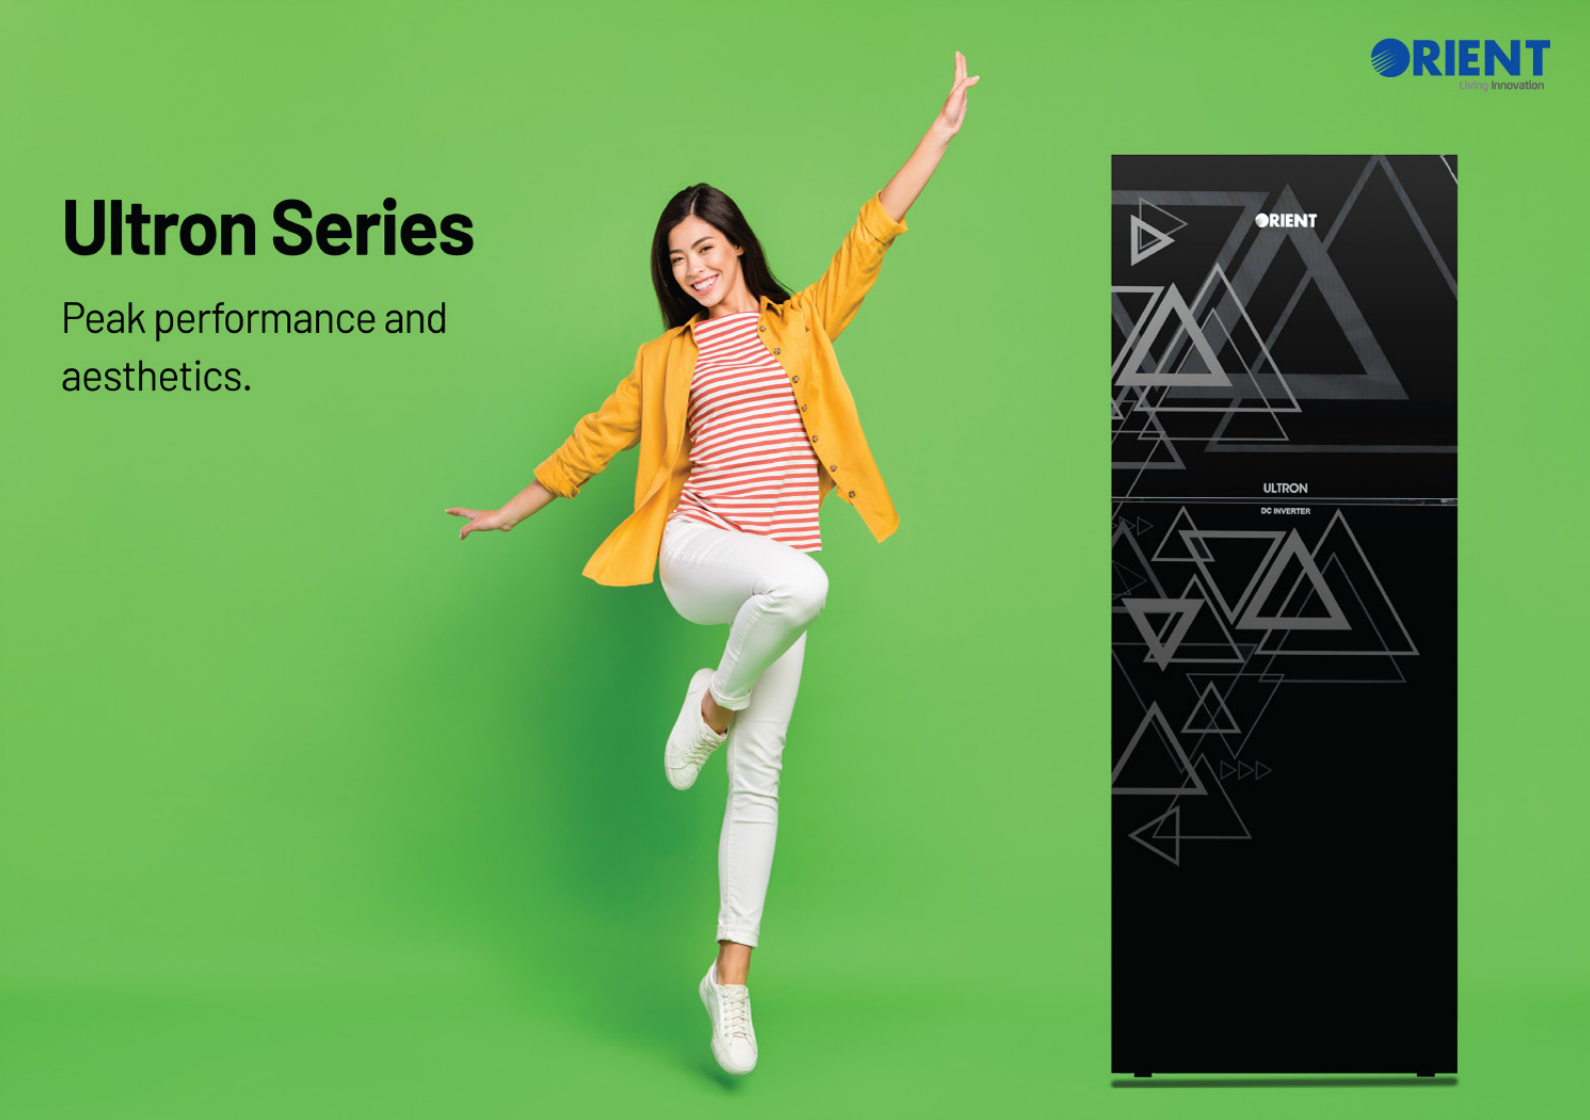 ORIENT
Living Innovation
Ultron Series
Peak performance and
aesthetics.
ORIENT
ULTRON
DC INVERTER